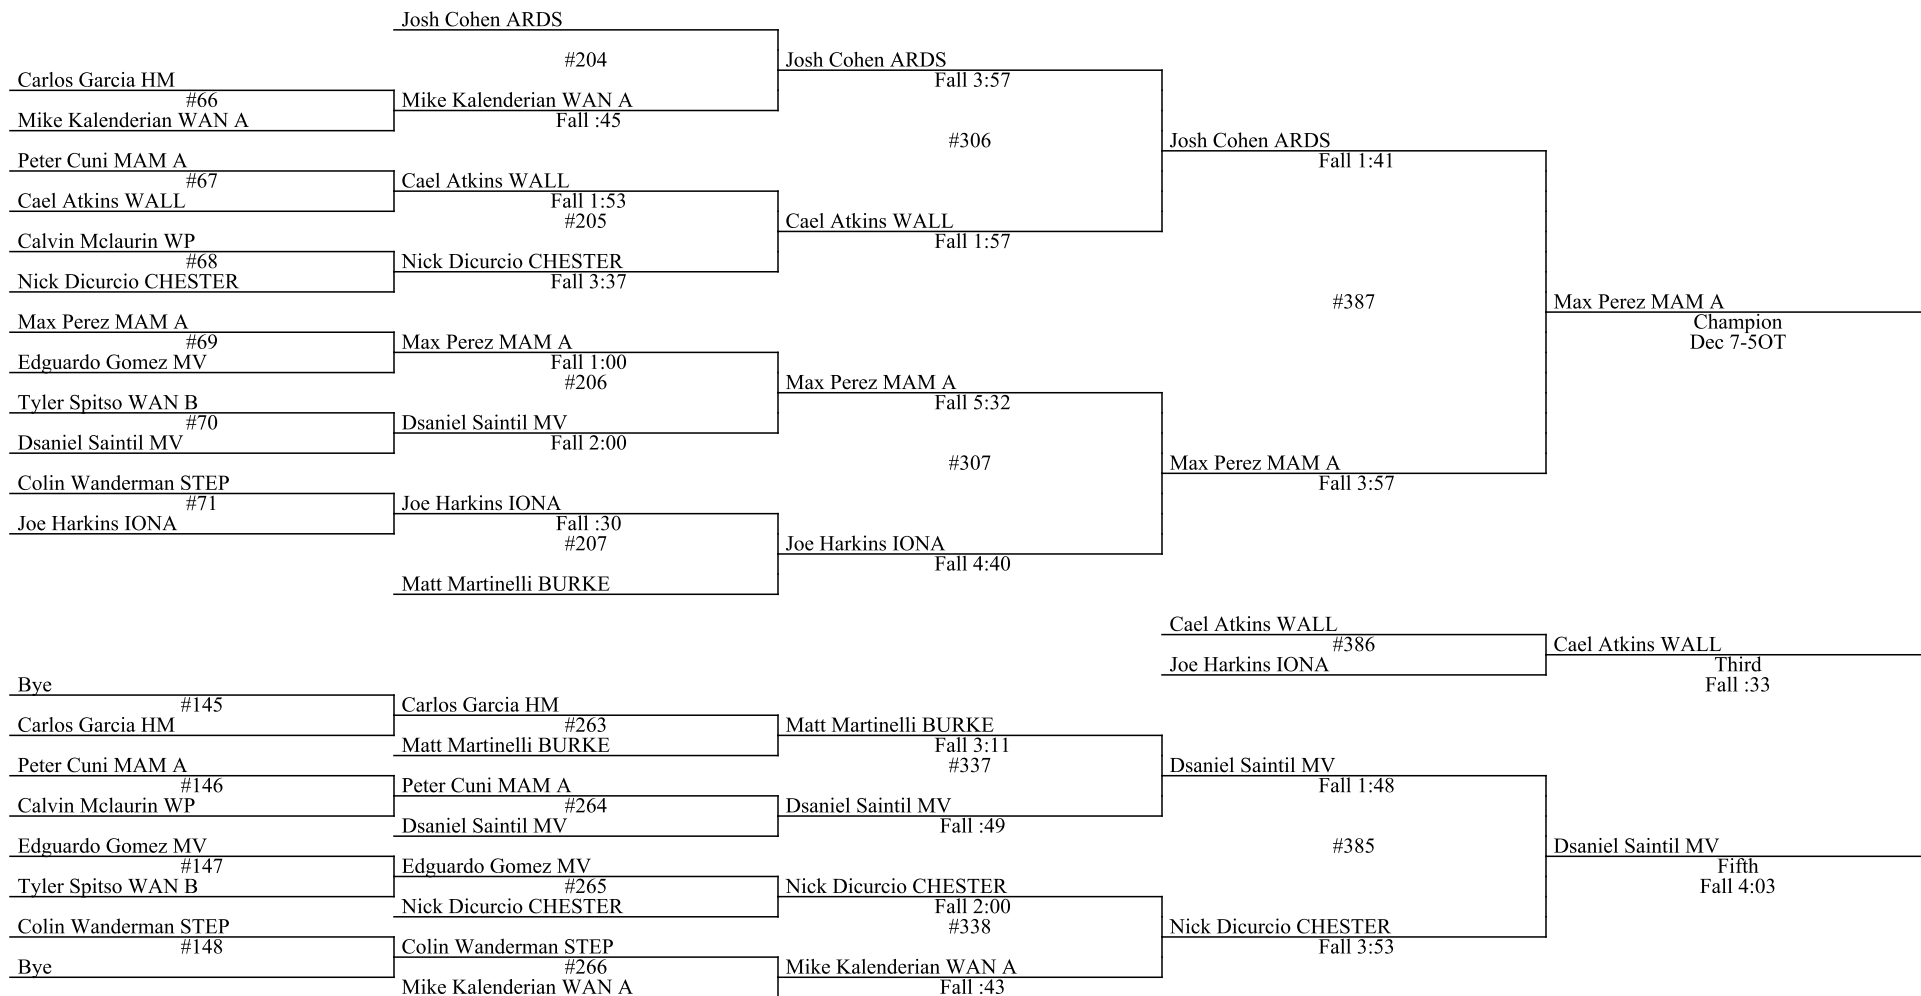 Josh Cohen ARDS
#204
Josh Cohen ARDS
Carlos Garcia HM
Fall 3:57
#66
Mike Kalenderian WAN A
Mike Kalenderian WAN A
Fall :45
#306
Josh Cohen ARDS
Peter Cuni MAM A
Fall 1:41
#67
Cael Atkins WALL
Cael Atkins WALL
Fall 1:53
#205
Cael Atkins WALL
Calvin Mclaurin WP
Fall 1:57
#68
Nick Dicurcio CHESTER
Nick Dicurcio CHESTER
Fall 3:37
#387
Max Perez MAM A
Max Perez MAM A
Champion
#69
Max Perez MAM A
Dec 7-5OT
Edguardo Gomez MV
Fall 1:00
#206
Max Perez MAM A
Tyler Spitso WAN B
Fall 5:32
#70
Dsaniel Saintil MV
Dsaniel Saintil MV
Fall 2:00
#307
Max Perez MAM A
Colin Wanderman STEP
Fall 3:57
#71
Joe Harkins IONA
Joe Harkins IONA
Fall :30
#207
Joe Harkins IONA
Fall 4:40
Matt Martinelli BURKE
Cael Atkins WALL
#386
Cael Atkins WALL
Joe Harkins IONA
Third
Fall :33
Bye
#145
Carlos Garcia HM
Carlos Garcia HM
#263
Matt Martinelli BURKE
Matt Martinelli BURKE
Fall 3:11
Peter Cuni MAM A
#337
Dsaniel Saintil MV
#146
Peter Cuni MAM A
Fall 1:48
Calvin Mclaurin WP
#264
Dsaniel Saintil MV
Dsaniel Saintil MV
Fall :49
Edguardo Gomez MV
#385
Dsaniel Saintil MV
#147
Edguardo Gomez MV
Fifth
Tyler Spitso WAN B
#265
Nick Dicurcio CHESTER
Fall 4:03
Nick Dicurcio CHESTER
Fall 2:00
Colin Wanderman STEP
#338
Nick Dicurcio CHESTER
#148
Colin Wanderman STEP
Fall 3:53
Bye
#266
Mike Kalenderian WAN A
Mike Kalenderian WAN A
Fall :43